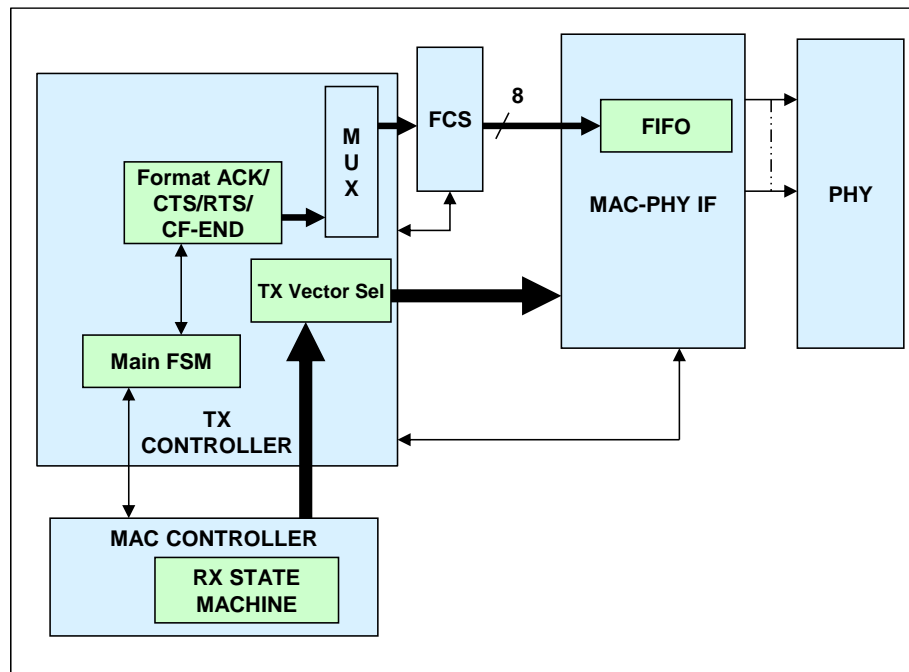 8
FCS
FIFO
MAC-PHY IF
PHY
M
U
X
Format ACK/
CTS/RTS/
CF-END
TX Vector Sel
Main FSM
TX
CONTROLLER
MAC CONTROLLER
RX STATE
MACHINE